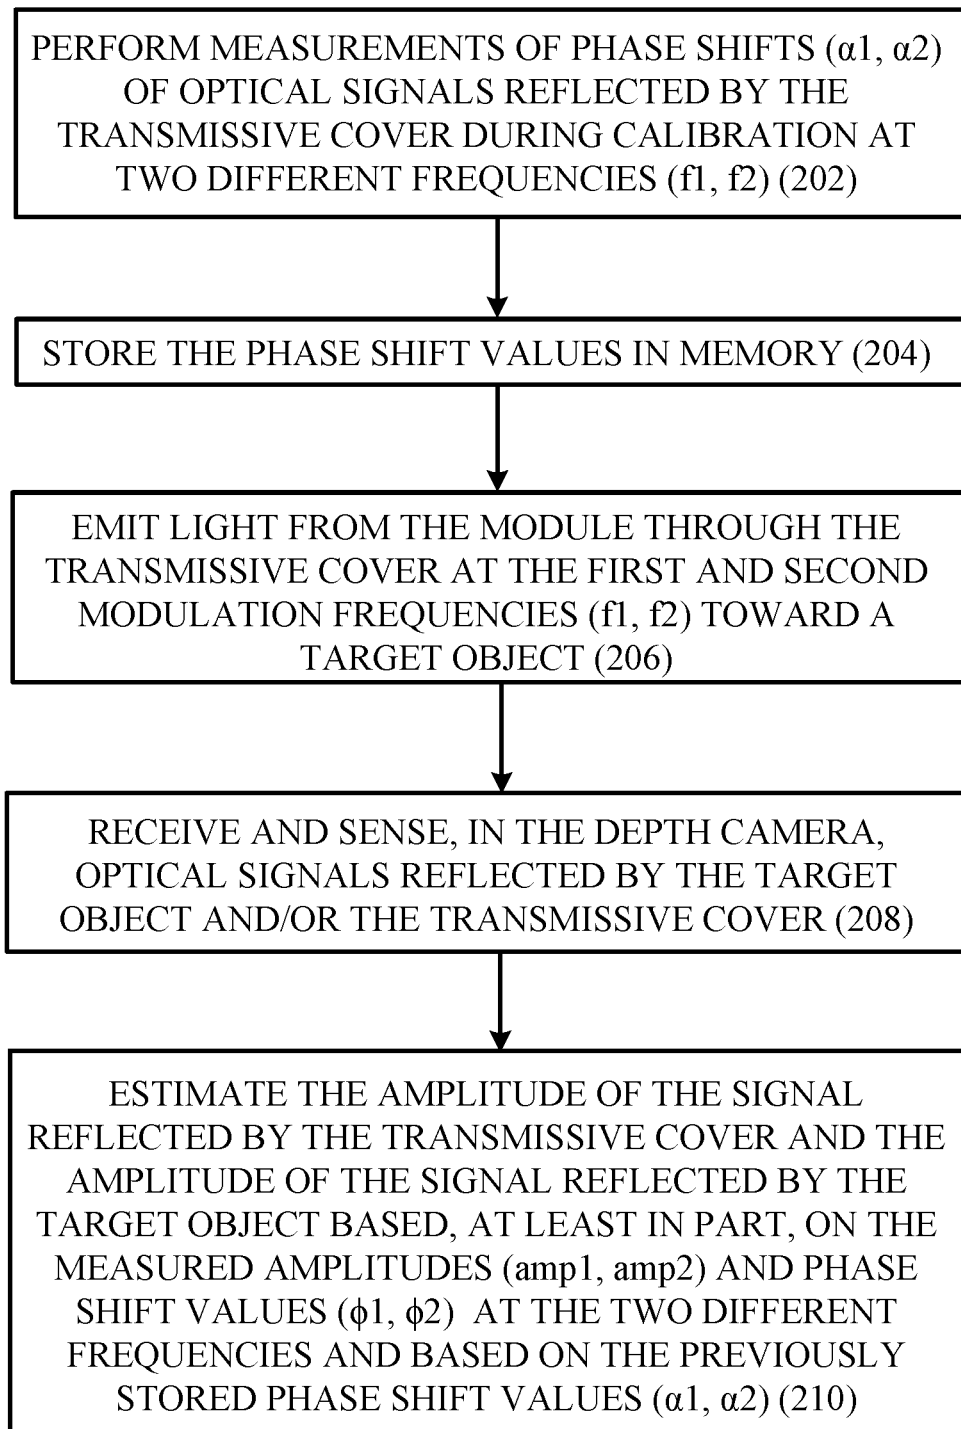 PERFORM MEASUREMENTS OF PHASE SHIFTS (α1, α2)
OF OPTICAL SIGNALS REFLECTED BY THE
TRANSMISSIVE COVER DURING CALIBRATION AT
TWO DIFFERENT FREQUENCIES (f1, f2) (202)
STORE THE PHASE SHIFT VALUES IN MEMORY (204)
EMIT LIGHT FROM THE MODULE THROUGH THE
TRANSMISSIVE COVER AT THE FIRST AND SECOND
MODULATION FREQUENCIES (f1, f2) TOWARD A
TARGET OBJECT (206)
RECEIVE AND SENSE, IN THE DEPTH CAMERA,
OPTICAL SIGNALS REFLECTED BY THE TARGET
OBJECT AND/OR THE TRANSMISSIVE COVER (208)
ESTIMATE THE AMPLITUDE OF THE SIGNAL
REFLECTED BY THE TRANSMISSIVE COVER AND THE
AMPLITUDE OF THE SIGNAL REFLECTED BY THE
TARGET OBJECT BASED, AT LEAST IN PART, ON THE
MEASURED AMPLITUDES (amp1, amp2) AND PHASE
SHIFT VALUES (ϕ1, ϕ2) AT THE TWO DIFFERENT
FREQUENCIES AND BASED ON THE PREVIOUSLY
STORED PHASE SHIFT VALUES (α1, α2) (210)